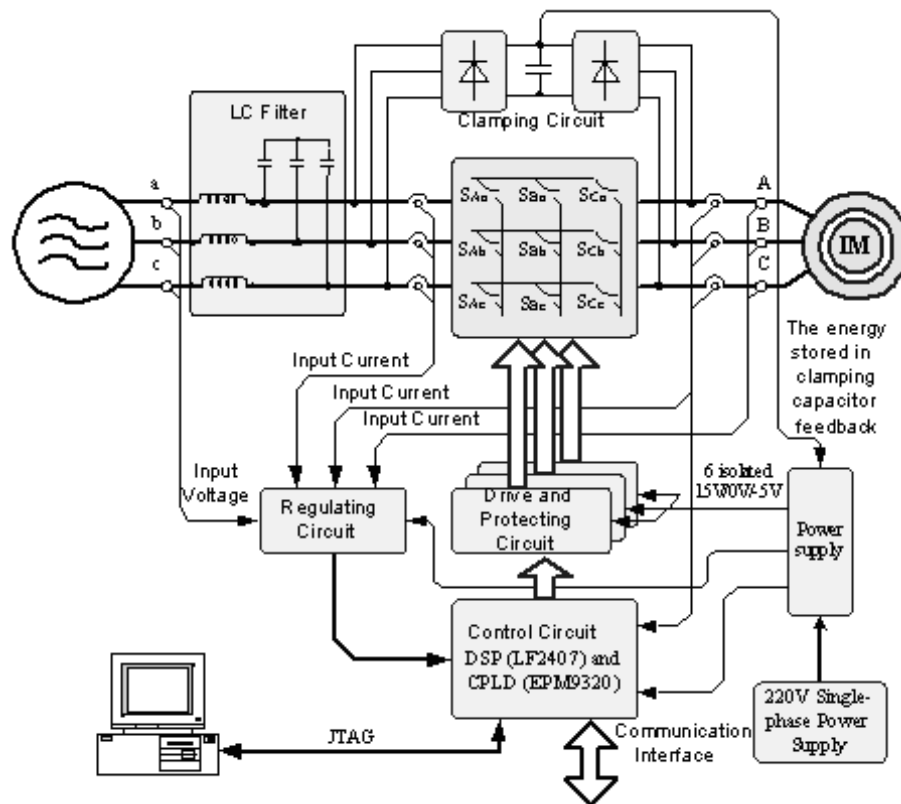 LC Filter
Clamping Circuit
a
b
c
SAa SBa SCa
SAb SBb SCb
SAc SBc SCc
A
B
C
IM
The energy
stored in
clamping
capacitor
feedback
Input Current
Input Current
Input Current
Input
Voltage
Regulating
Circuit
Drive and
Protecting
Circuit
6 isolated
15V/0V/-5V
Power
supply
Control Circuit
DSP (LF2407) and
CPLD (EPM9320)
220V Single-
phase Power
Supply
JTAG
Communication
Interface